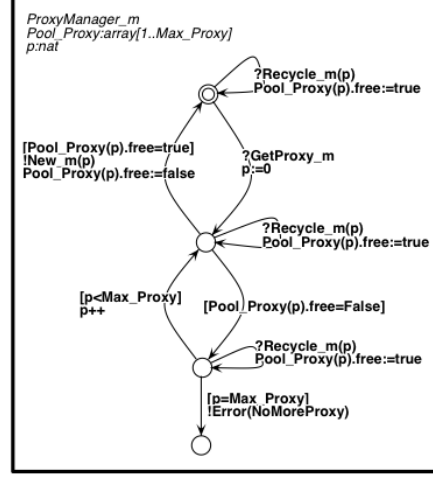 ProxyManager_m
Pool_Proxy:array[1..Max_Proxy]
p:nat
?Recycle_m(p)
Pool_Proxy(p).free:=true
[Pool_Proxy(p).free=true]
!New_m(p)
Pool_Proxy(p).free:=false
?GetProxy_m
p:=0
?Recycle_m(p)
Pool_Proxy(p).free:=true
[p<Max_Proxy]
p++
[Pool_Proxy(p).free=False]
?Recycle_m(p)
Pool_Proxy(p).free:=true
[p=Max_Proxy]
!Error(NoMoreProxy)